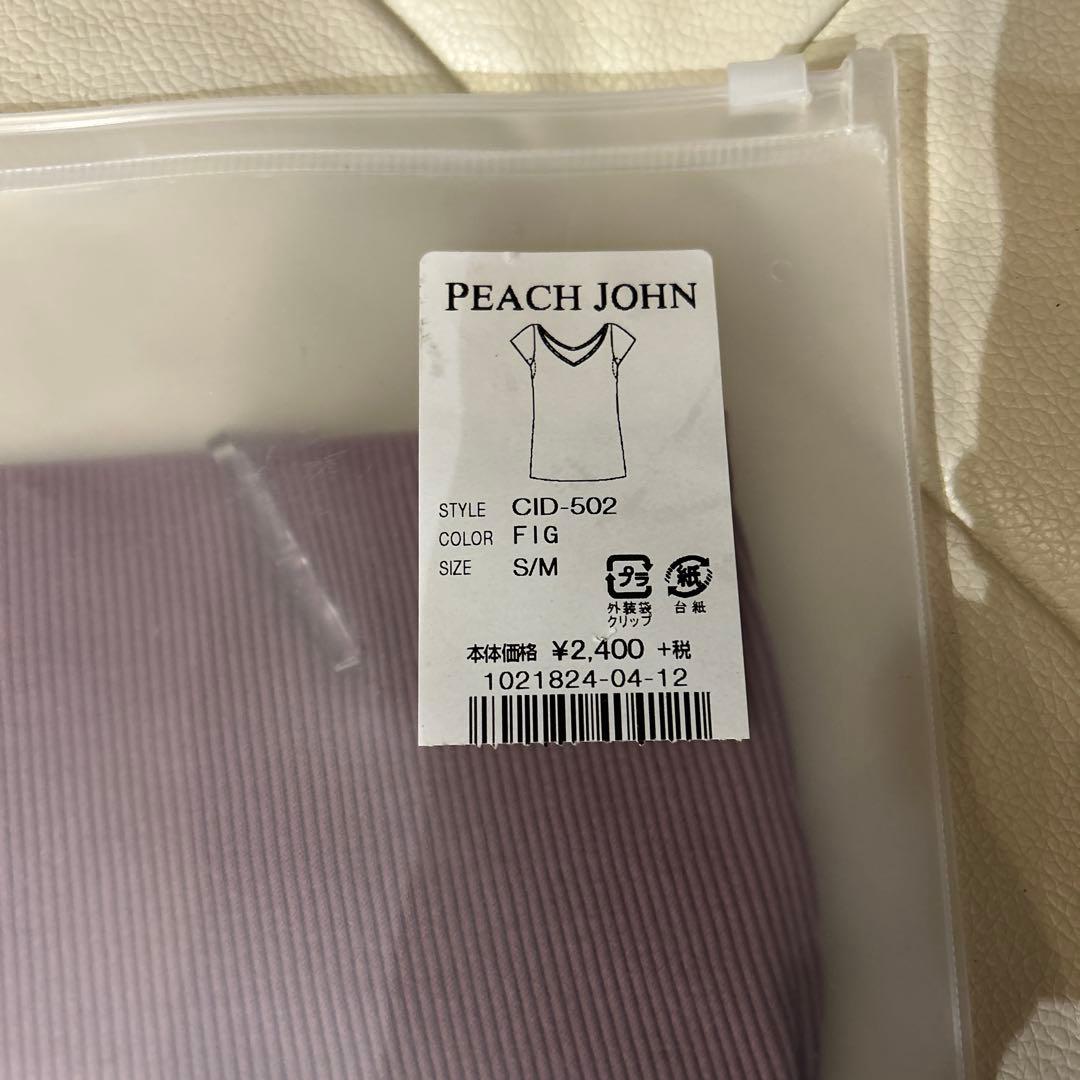 PEACH JOHN
STYLE CID-502
COLOR FIG
SIZE S/M
プラ 紙
外装袋 台紙
クリップ
本体価格 ¥2,400 +税
1021824-04-12